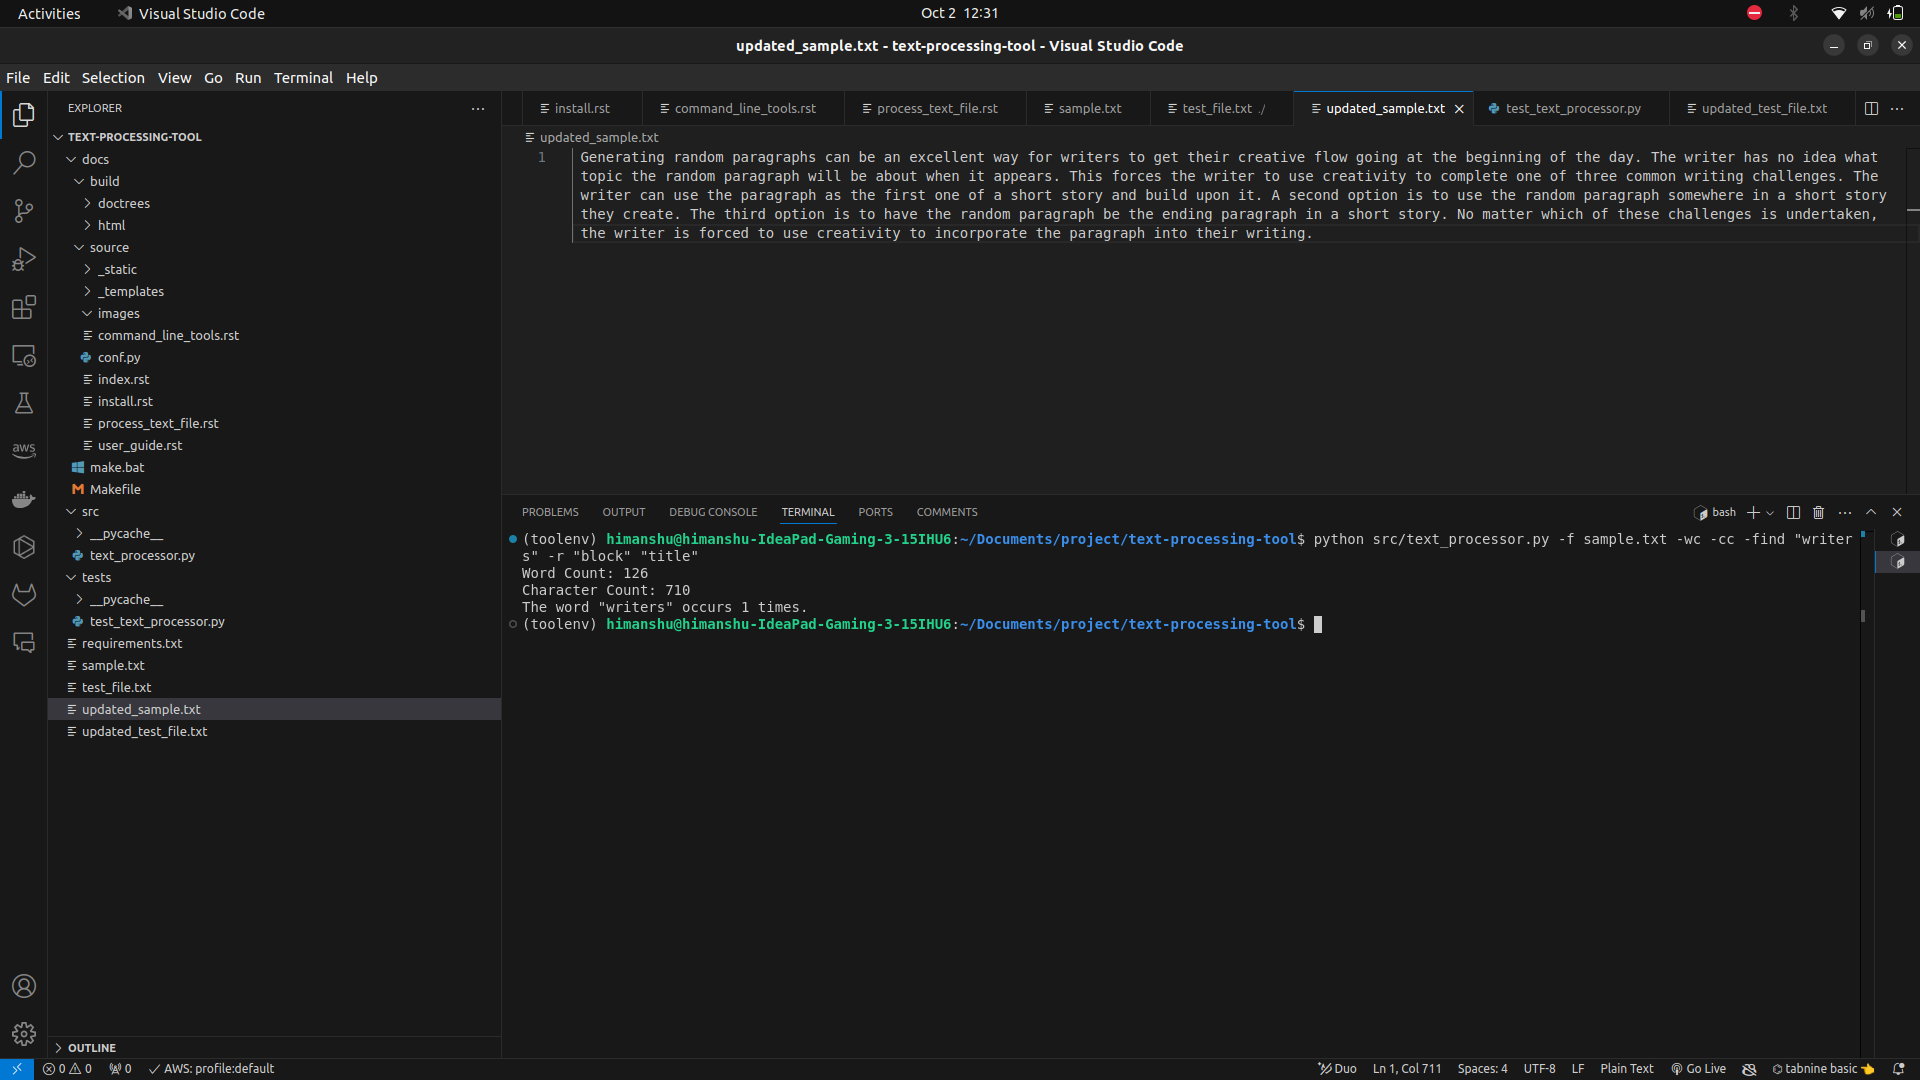 Activities Visual Studio Code Oct 2 12:31
updated_sample.txt - text-processing-tool - Visual Studio Code
File Edit Selection View Go Run Terminal Help
EXPLORER
TEXT-PROCESSING-TOOL
docs
build
doctrees
html
source
_static
_templates
images
command_line_tools.rst
conf.py
index.rst
install.rst
process_text_file.rst
user_guide.rst
make.bat
Makefile
src
__pycache__
text_processor.py
tests
__pycache__
test_text_processor.py
requirements.txt
sample.txt
test_file.txt
updated_sample.txt
updated_test_file.txt
OUTLINE
aws
install.rst command_line_tools.rst process_text_file.rst sample.txt test_file.txt ./ updated_sample.txt test_text_processor.py updated_test_file.txt
updated_sample.txt
1 Generating random paragraphs can be an excellent way for writers to get their creative flow going at the beginning of the day. The writer has no idea what
topic the random paragraph will be about when it appears. This forces the writer to use creativity to complete one of three common writing challenges. The
writer can use the paragraph as the first one of a short story and build upon it. A second option is to use the random paragraph somewhere in a short story
they create. The third option is to have the random paragraph be the ending paragraph in a short story. No matter which of these challenges is undertaken,
the writer is forced to use creativity to incorporate the paragraph into their writing.
PROBLEMS OUTPUT DEBUG CONSOLE TERMINAL PORTS COMMENTS bash
(toolenv) himanshu@himanshu-IdeaPad-Gaming-3-15IHU6:~/Documents/project/text-processing-tool$ python src/text_processor.py -f sample.txt -wc -cc -find "writer
s" -r "block" "title"
Word Count: 126
Character Count: 710
The word "writers" occurs 1 times.
(toolenv) himanshu@himanshu-IdeaPad-Gaming-3-15IHU6:~/Documents/project/text-processing-tool$
0 0 0 AWS: profile:default Duo Ln 1, Col 711 Spaces: 4 UTF-8 LF Plain Text Go Live tabnine basic